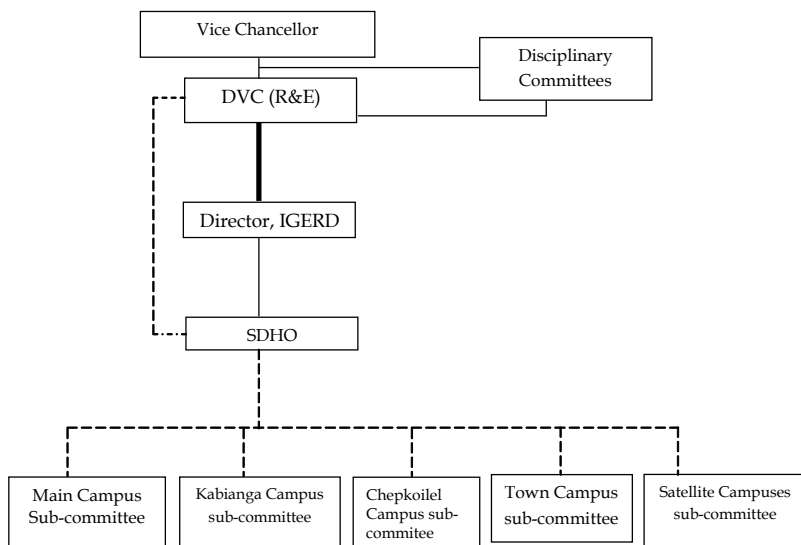 Vice Chancellor
Disciplinary
Committees
DVC (R&E)
Director, IGERD
SDHO
Main Campus
Sub-committee
Kabianga Campus
sub-committee
Chepkoilel
Campus sub-
commitee
Town Campus
sub-committee
Satellite Campuses
sub-committee